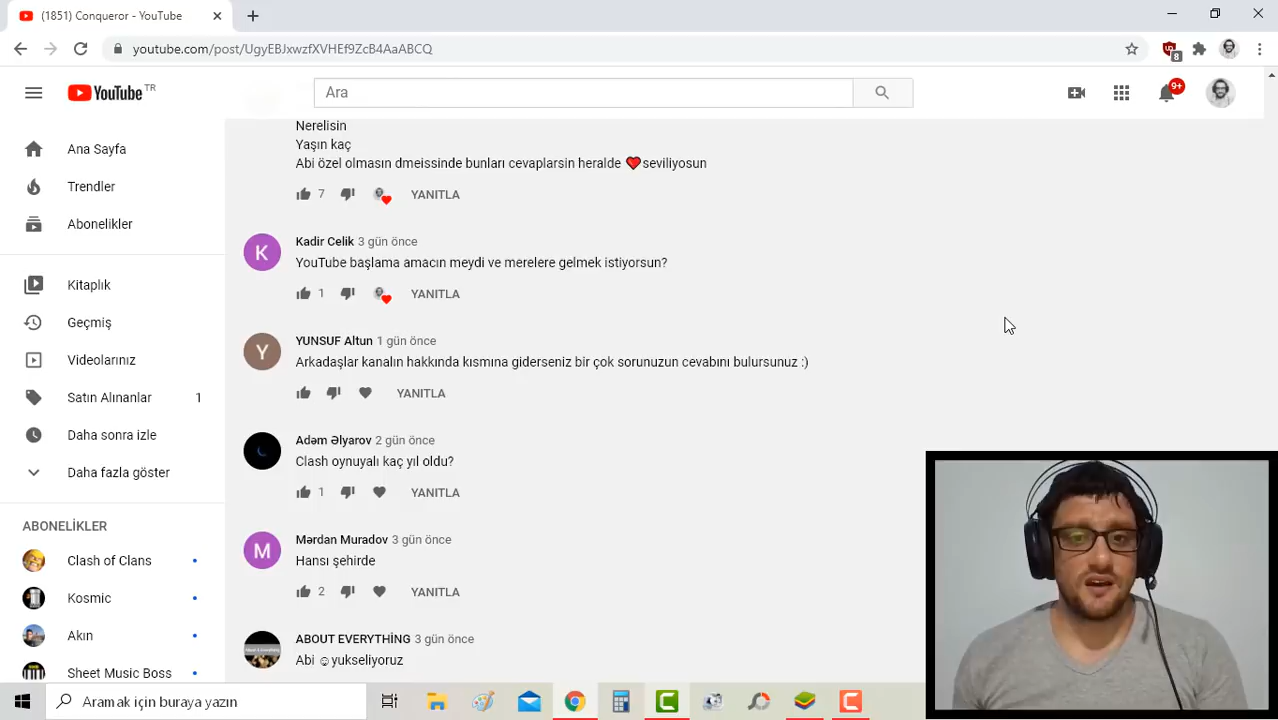 (1851) Conqueror - YouTube
youtube.com/post/UgyEBJxwzfXVHEf9ZcB4AaABCQ
8
YouTube TR
Ara
9+
Ana Sayfa
Trendler
Abonelikler
Kitaplık
Geçmiş
Videolarınız
Satın Alınanlar 1
Daha sonra izle
Daha fazla göster
ABONELİKLER
Clash of Clans
Kosmic
Akın
Sheet Music Boss
Nerelisin
Yaşın kaç
Abi özel olmasın dmeissinde bunları cevaplarsin heralde ❤️seviliyosun
7 YANITLA
K
Kadir Celik 3 gün önce
YouTube başlama amacın meydi ve merelere gelmek istiyorsun?
1 YANITLA
Y
YUNSUF Altun 1 gün önce
Arkadaşlar kanalın hakkında kısmına giderseniz bir çok sorunuzun cevabını bulursunuz :)
YANITLA
Adəm Əlyarov 2 gün önce
Clash oynuyalı kaç yıl oldu?
1 YANITLA
M
Mərdan Muradov 3 gün önce
Hansı şehirde
2 YANITLA
ABOUT EVERYTHİNG 3 gün önce
Abi ☺yukseliyoruz
Aramak için buraya yazın